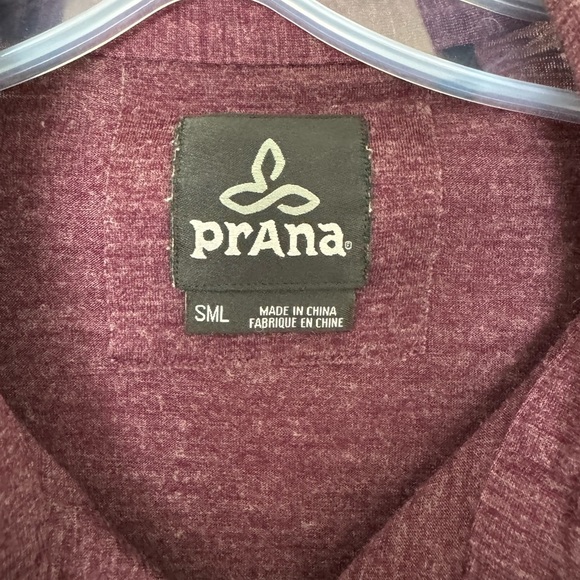 prAna®
SML
MADE IN CHINA
FABRIQUE EN CHINE